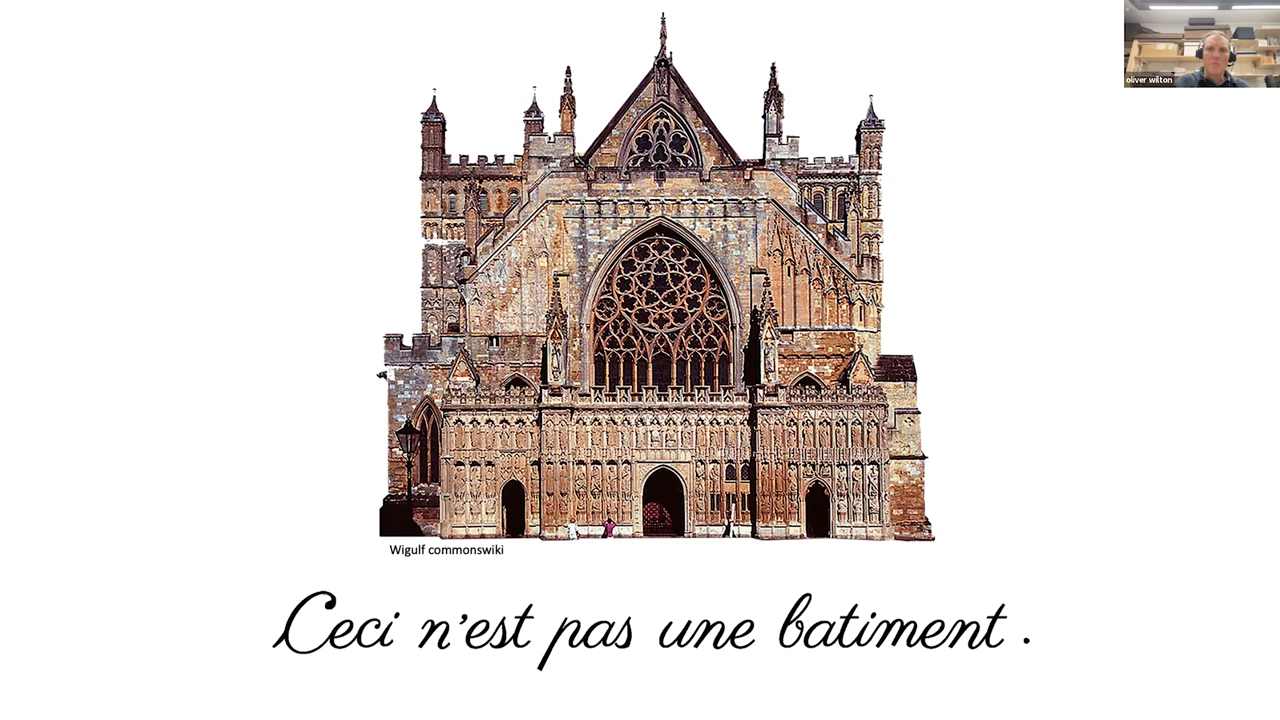 oliver wilton
Wigulf commonswiki
Ceci n'est pas une batiment .